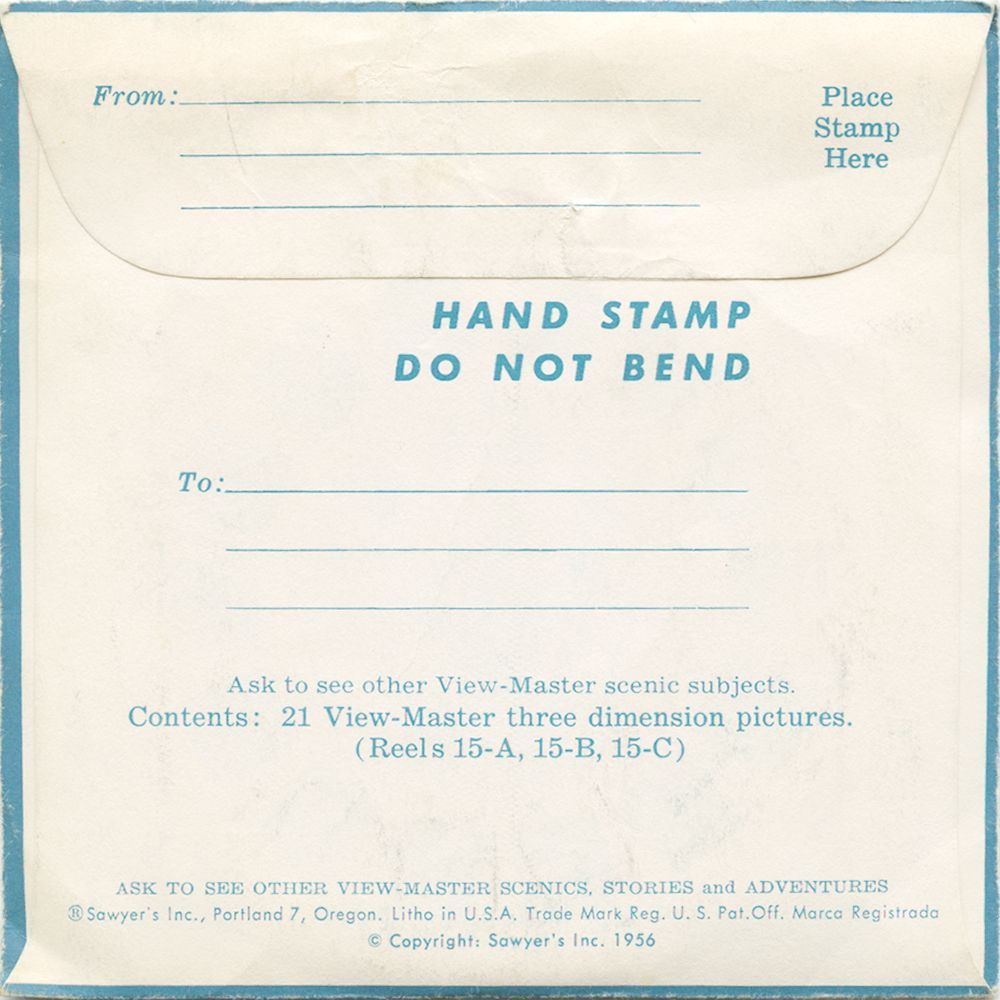 From:
Place
Stamp
Here
HAND STAMP
DO NOT BEND
To:
Ask to see other View-Master scenic subjects.
Contents: 21 View-Master three dimension pictures.
(Reels 15-A, 15-B, 15-C)
ASK TO SEE OTHER VIEW-MASTER SCENICS, STORIES and ADVENTURES
®Sawyer's Inc., Portland 7, Oregon. Litho in U.S.A. Trade Mark Reg. U. S. Pat.Off. Marca Registrada
© Copyright: Sawyer's Inc. 1956